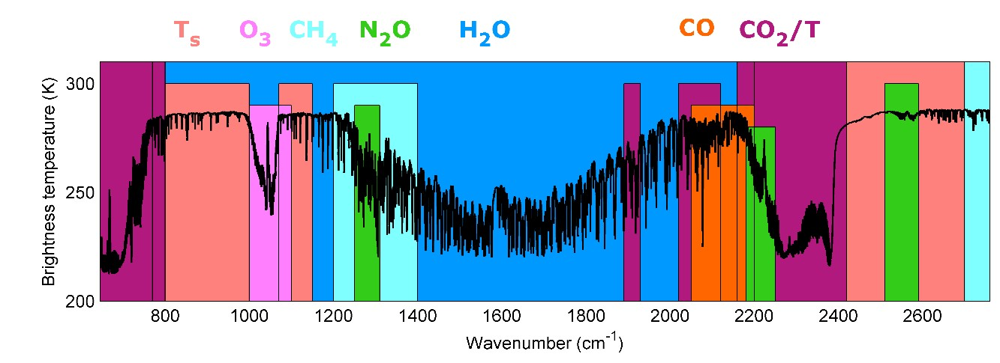 Ts O3 CH4 N2O H2O CO CO2/T
300
250
200
Brightness temperature (K)
800 1000 1200 1400 1600 1800 2000 2200 2400 2600
Wavenumber (cm-1)